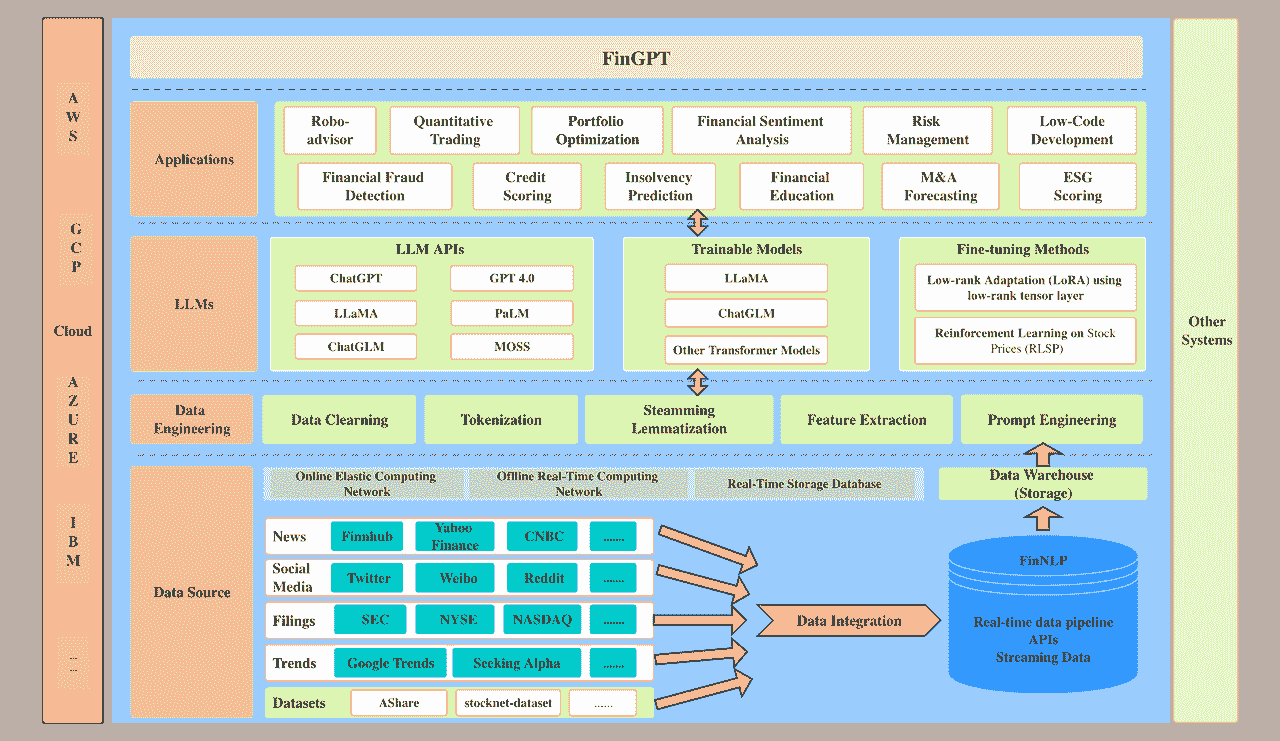 FinGPT
A
W
S
G
C
P
Cloud
A
Z
U
R
E
I
B
M
...
...
Applications
Robo-
advisor
Quantitative
Trading
Portfolio
Optimization
Financial Sentiment
Analysis
Risk
Management
Low-Code
Development
Financial Fraud
Detection
Credit
Scoring
Insolvency
Prediction
Financial
Education
M&A
Forecasting
ESG
Scoring
LLMs
LLM APIs
ChatGPT
GPT 4.0
LLaMA
PaLM
ChatGLM
MOSS
Trainable Models
LLaMA
ChatGLM
Other Transformer Models
Fine-tuning Methods
Low-rank Adaptation (LoRA) using
low-rank tensor layer
Reinforcement Learning on Stock
Prices (RLSP)
Data
Engineering
Data Clearning
Tokenization
Steamming
Lemmatization
Feature Extraction
Prompt Engineering
Data Source
Online Elastic Computing
Network
Offline Real-Time Computing
Network
Real-Time Storage Database
Data Warehouse
(Storage)
News
Finnhub
Yahoo
Finance
CNBC
.......
Social
Media
Twitter
Weibo
Reddit
.......
Filings
SEC
NYSE
NASDAQ
.......
Trends
Google Trends
Seeking Alpha
.......
Datasets
AShare
stocknet-dataset
......
Data Integration
FinNLP
Real-time data pipeline
APIs
Streaming Data
Other
Systems